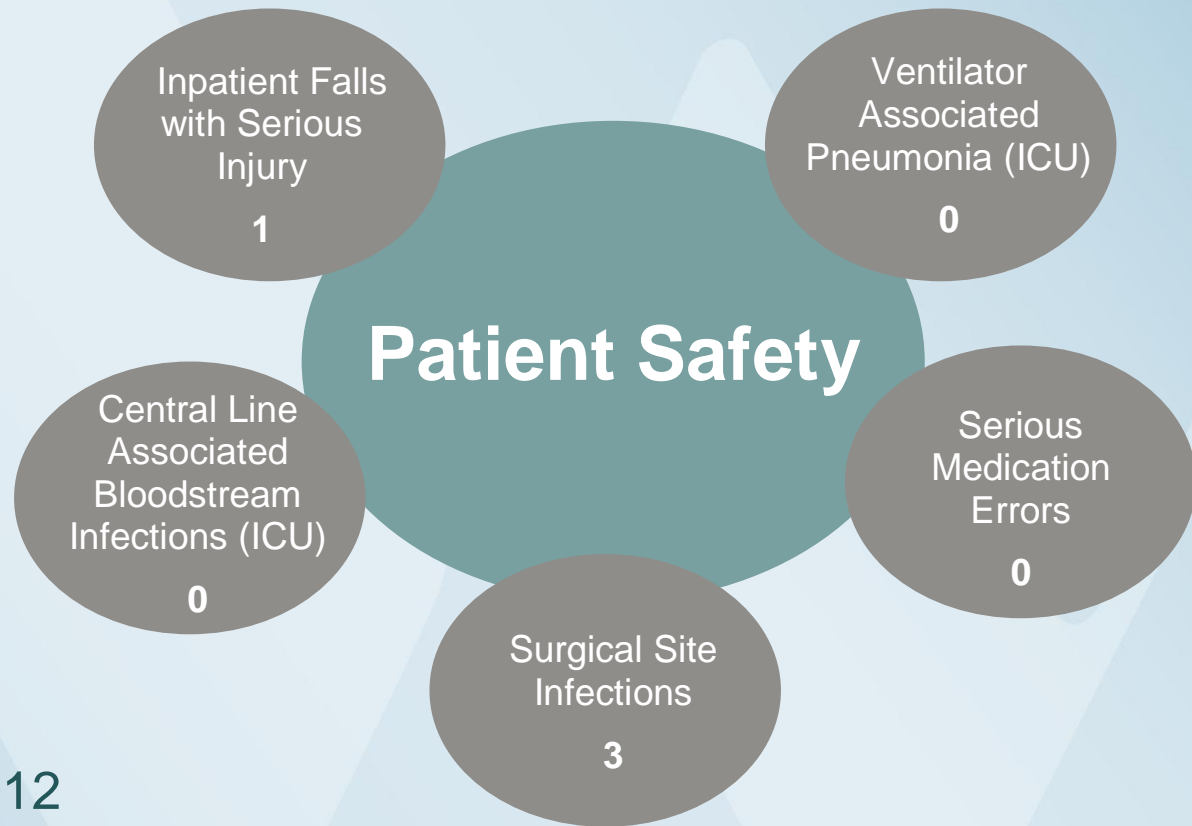 Inpatient Falls
with Serious
Injury
1
Ventilator
Associated
Pneumonia (ICU)
0
Patient Safety
Central Line
Associated
Bloodstream
Infections (ICU)
0
Serious
Medication
Errors
0
Surgical Site
Infections
3
12